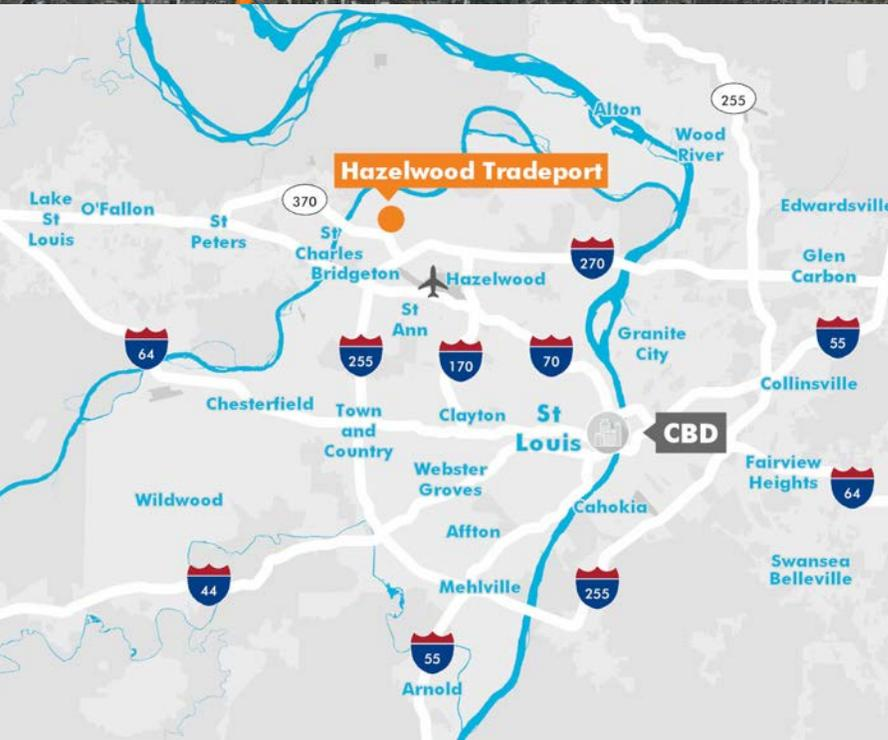 255
Alton
Wood
River
Hazelwood Tradeport
370
Lake
St
Louis
O'Fallon
St
Peters
Edwardsville
St
Charles
Bridgeton
Hazelwood
270
Glen
Carbon
St
Ann
64
255
170
70
Granite
City
55
Collinsville
Chesterfield
Town
and
Country
Clayton
St
Louis
CBD
Webster
Groves
Fairview
Heights
64
Wildwood
Cahokia
Affton
Swansea
Belleville
44
Mehlville
255
55
Arnold